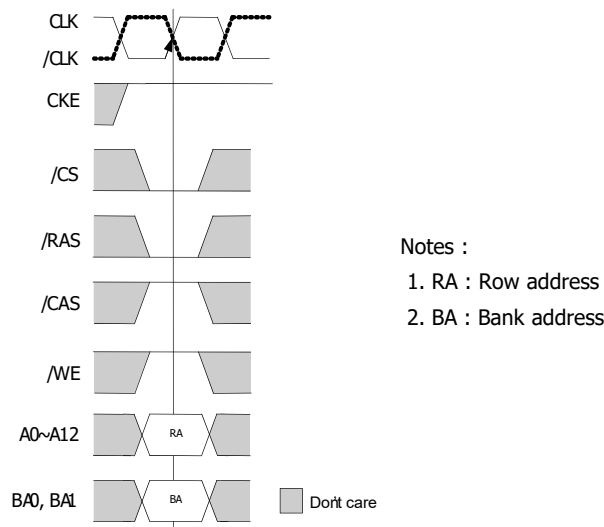 CLK
/CLK
CKE
/CS
/RAS
/CAS
/WE
A0~A12
RA
BA0, BA1
BA
Don't care
Notes :
1. RA : Row address
2. BA : Bank address